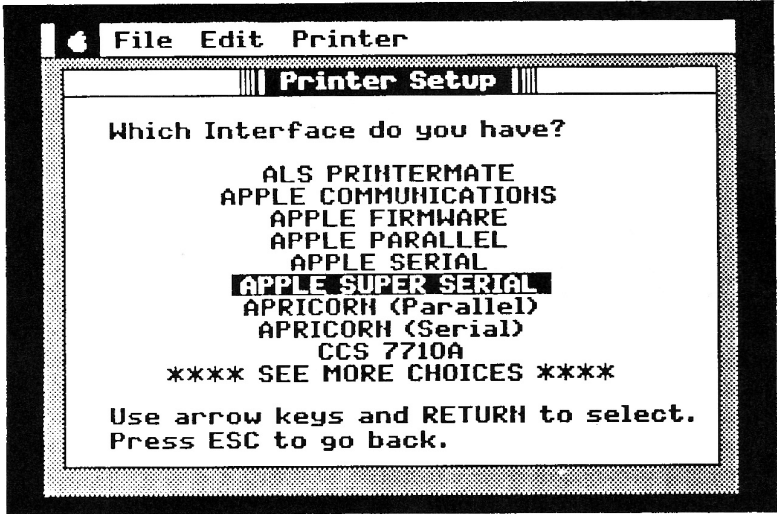 File Edit Printer
Printer Setup
Which Interface do you have?
ALS PRINTERMATE
APPLE COMMUNICATIONS
APPLE FIRMWARE
APPLE PARALLEL
APPLE SERIAL
APPLE SUPER SERIAL
APRICORN (Parallel)
APRICORN (Serial)
CCS 7710A
**** SEE MORE CHOICES ****
Use arrow keys and RETURN to select.
Press ESC to go back.